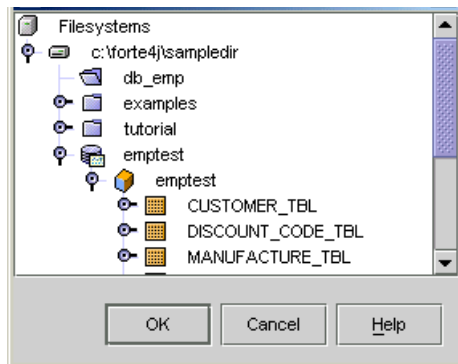 Filesystems
c:\forte4j\sampledir
db_emp
examples
tutorial
emptest
emptest
CUSTOMER_TBL
DISCOUNT_CODE_TBL
MANUFACTURE_TBL
OK Cancel Help